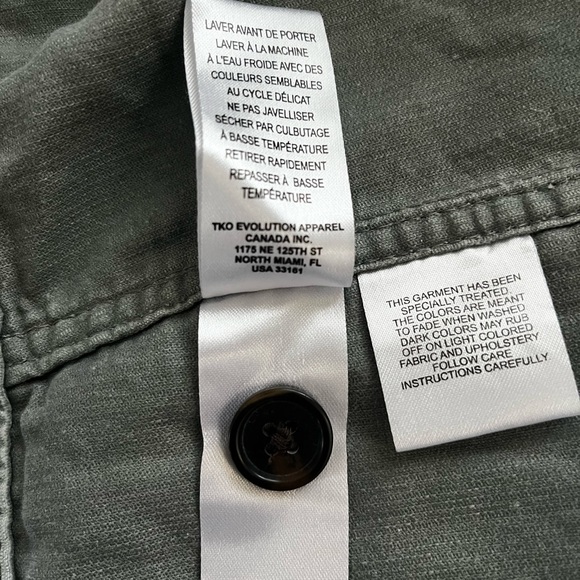 LAVER AVANT DE PORTER
LAVER À LA MACHINE
À L'EAU FROIDE AVEC DES
COULEURS SEMBLABLES
AU CYCLE DÉLICAT
NE PAS JAVELLISER
SÉCHER PAR CULBUTAGE
À BASSE TEMPÉRATURE
RETIRER RAPIDEMENT
REPASSER À BASSE
TEMPÉRATURE
TKO EVOLUTION APPAREL
CANADA INC.
1175 NE 125TH ST
NORTH MIAMI, FL
USA 33161
THIS GARMENT HAS BEEN
SPECIALLY TREATED.
THE COLORS ARE MEANT
TO FADE WHEN WASHED
DARK COLORS MAY RUB
OFF ON LIGHT COLORED
FABRIC AND UPHOLSTERY
FOLLOW CARE
INSTRUCTIONS CAREFULLY